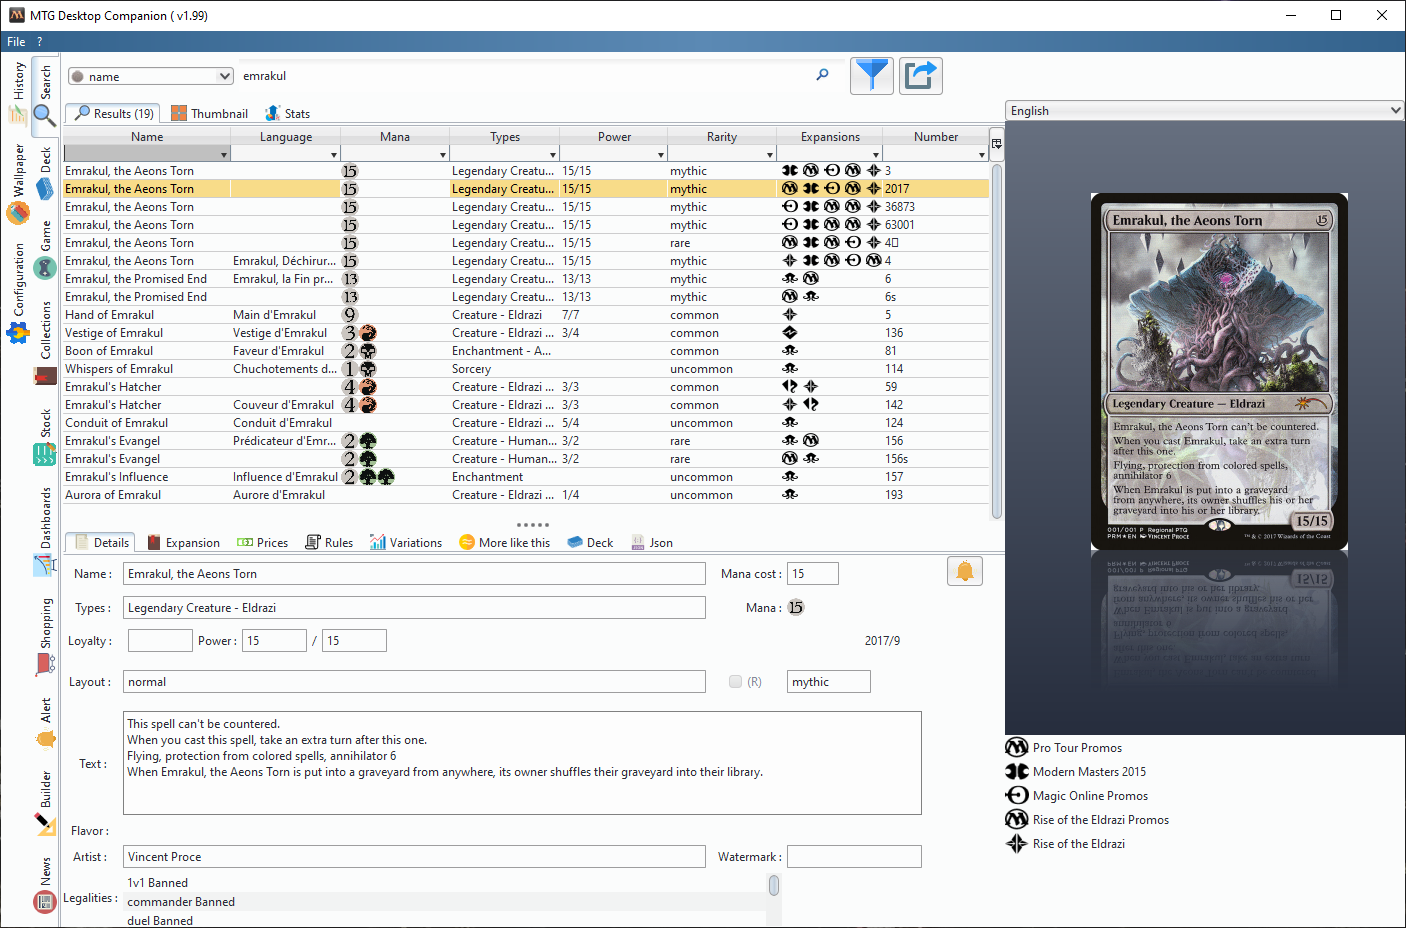 MTG Desktop Companion ( v1.99)
File ?
History
Wallpaper
Configuration
Search
Deck
Game
Collections
Stock
Dashboards
Shopping
Alert
Builder
News
name emrakul
Results (19) Thumbnail Stats
Name Language Mana Types Power Rarity Expansions Number
Emrakul, the Aeons Torn 15 Legendary Creatu... 15/15 mythic 3
Emrakul, the Aeons Torn 15 Legendary Creatu... 15/15 mythic 2017
Emrakul, the Aeons Torn 15 Legendary Creatu... 15/15 mythic 36873
Emrakul, the Aeons Torn 15 Legendary Creatu... 15/15 mythic 63001
Emrakul, the Aeons Torn 15 Legendary Creatu... 15/15 rare 4
Emrakul, the Aeons Torn Emrakul, Déchirur... 15 Legendary Creatu... 15/15 mythic 4
Emrakul, the Promised End Emrakul, la Fin pr... 13 Legendary Creatu... 13/13 mythic 6
Emrakul, the Promised End 13 Legendary Creatu... 13/13 mythic 6s
Hand of Emrakul Main d'Emrakul 9 Creature - Eldrazi 7/7 common 5
Vestige of Emrakul Vestige d'Emrakul 3 Creature - Eldrazi ... 3/4 common 136
Boon of Emrakul Faveur d'Emrakul 2 Enchantment - A... common 81
Whispers of Emrakul Chuchotements d... 1 Sorcery uncommon 114
Emrakul's Hatcher 4 Creature - Eldrazi ... 3/3 common 59
Emrakul's Hatcher Couveur d'Emrakul 4 Creature - Eldrazi ... 3/3 common 142
Conduit of Emrakul Conduit d'Emrakul Creature - Eldrazi ... 5/4 uncommon 124
Emrakul's Evangel Prédicateur d'Emr... 2 Creature - Human... 3/2 rare 156
Emrakul's Evangel 2 Creature - Human... 3/2 rare 156s
Emrakul's Influence Influence d'Emrakul 2 Enchantment uncommon 157
Aurora of Emrakul Aurore d'Emrakul Creature - Eldrazi ... 1/4 uncommon 193
Details Expansion Prices Rules Variations More like this Deck Json
Name : Emrakul, the Aeons Torn Mana cost : 15
Types : Legendary Creature - Eldrazi Mana : 15
Loyalty : Power : 15 / 15 2017/9
Layout : normal (R) mythic
Text :
This spell can't be countered.
When you cast this spell, take an extra turn after this one.
Flying, protection from colored spells, annihilator 6
When Emrakul, the Aeons Torn is put into a graveyard from anywhere, its owner shuffles their graveyard into their library.
Flavor :
Artist : Vincent Proce Watermark :
Legalities :
1v1 Banned
commander Banned
duel Banned
English
Emrakul, the Aeons Torn 15
Legendary Creature — Eldrazi
Emrakul, the Aeons Torn can't be countered.
When you cast Emrakul, take an extra turn
after this one.
Flying, protection from colored spells,
annihilator 6
When Emrakul is put into a graveyard
from anywhere, its owner shuffles his or her
graveyard into his or her library.
15/15
001/001 P Regional PTQ
PRM★EN VINCENT PROCE ™ & © 2017 Wizards of the Coast
Pro Tour Promos
Modern Masters 2015
Magic Online Promos
Rise of the Eldrazi Promos
Rise of the Eldrazi